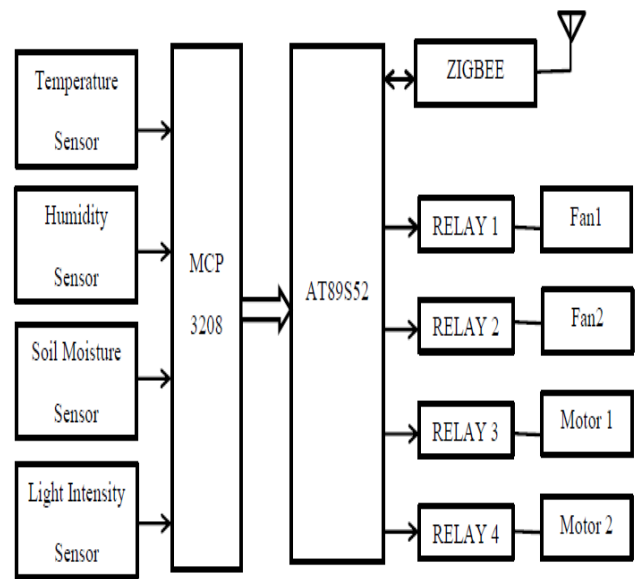 Temperature
Sensor
Humidity
Sensor
Soil Moisture
Sensor
Light Intensity
Sensor
MCP
3208
AT89S52
ZIGBEE
RELAY 1
Fan1
RELAY 2
Fan2
RELAY 3
Motor 1
RELAY 4
Motor 2